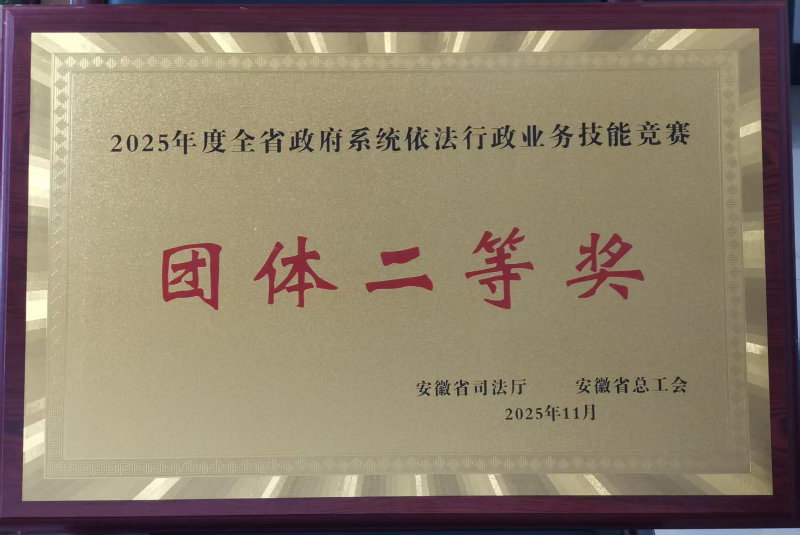 2025年度全省政府系统依法行政业务技能竞赛
团体二等奖
安徽省司法厅 安徽省总工会
2025年11月